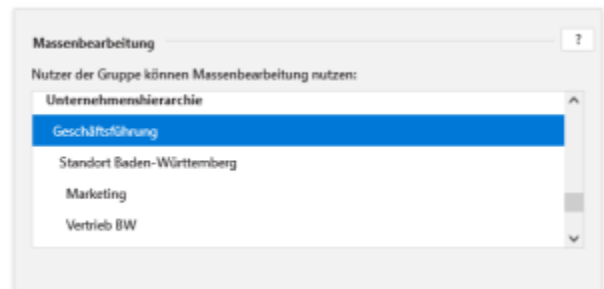 Massenbearbeitung
?
Nutzer der Gruppe können Massenbearbeitung nutzen:
Unternehmenshierarchie
Geschäftsführung
Standort Baden-Württemberg
Marketing
Vertrieb BW